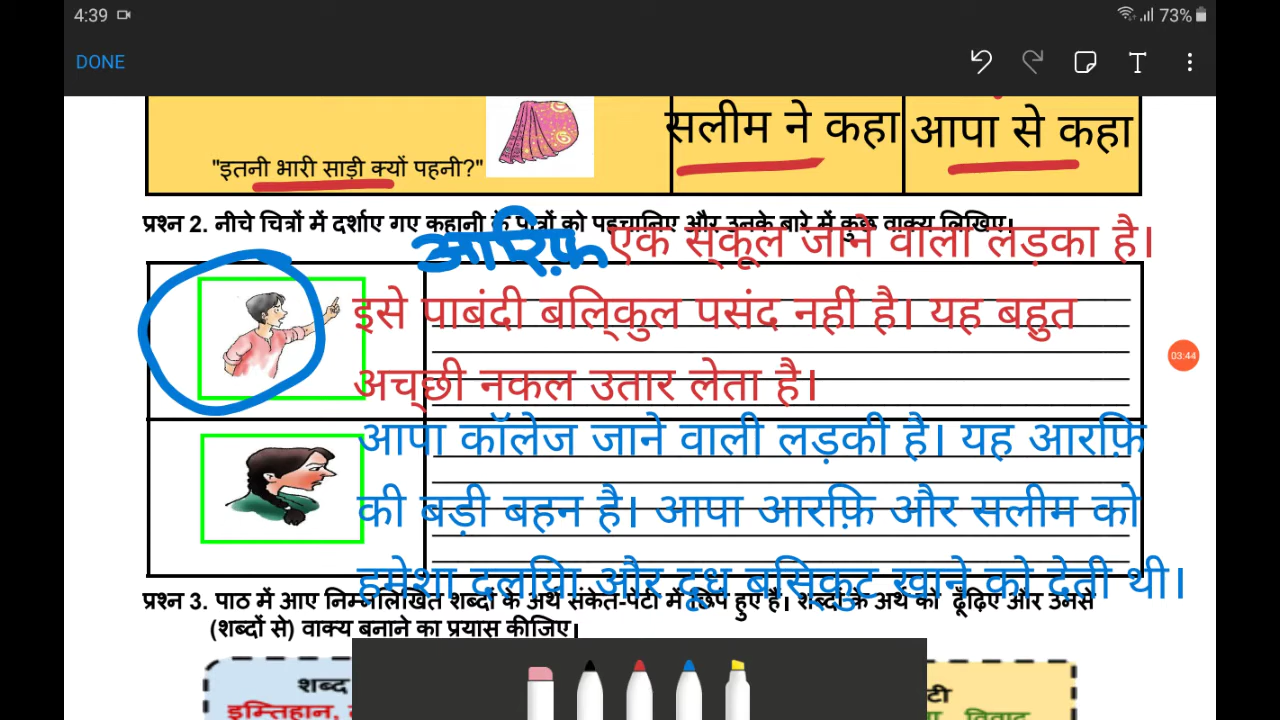 4:39
73%
DONE
सलीम ने कहा
आपा से कहा
"इतनी भारी साड़ी क्यों पहनी?"
प्रश्न 2. नीचे चित्रों में दर्शाए गए कहानी के पात्रों को पहचानिए और उनके बारे में कुछ वाक्य लिखिए।
आरिफ़ एक स्कूल जाने वाला लड़का है।
इसे पाबंदी बिल्कुल पसंद नहीं है। यह बहुत
अच्छी नकल उतार लेता है।
03:44
आपा कॉलेज जाने वाली लड़की है। यह आरिफ़
की बड़ी बहन है। आपा आरिफ़ और सलीम को
हमेशा दलिया और दूध बिस्कुट खाने को देती थी।
प्रश्न 3. पाठ में आए निम्नलिखित शब्दों के अर्थ संकेत-पेटी में छिपे हुए है। शब्दों के अर्थ को ढूँढ़िए और उनसे
(शब्दों से) वाक्य बनाने का प्रयास कीजिए।
शब्द
इम्तिहान,